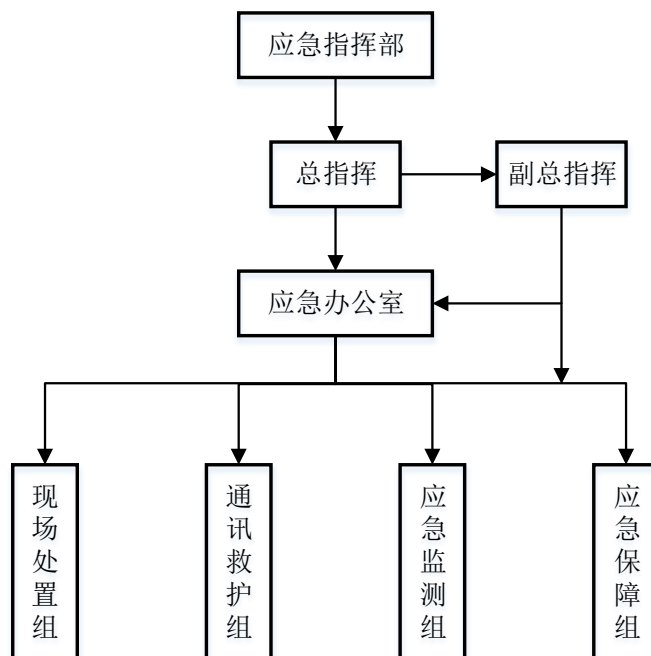 应急指挥部
总指挥
副总指挥
应急办公室
现场处置组
通讯救护组
应急监测组
应急保障组